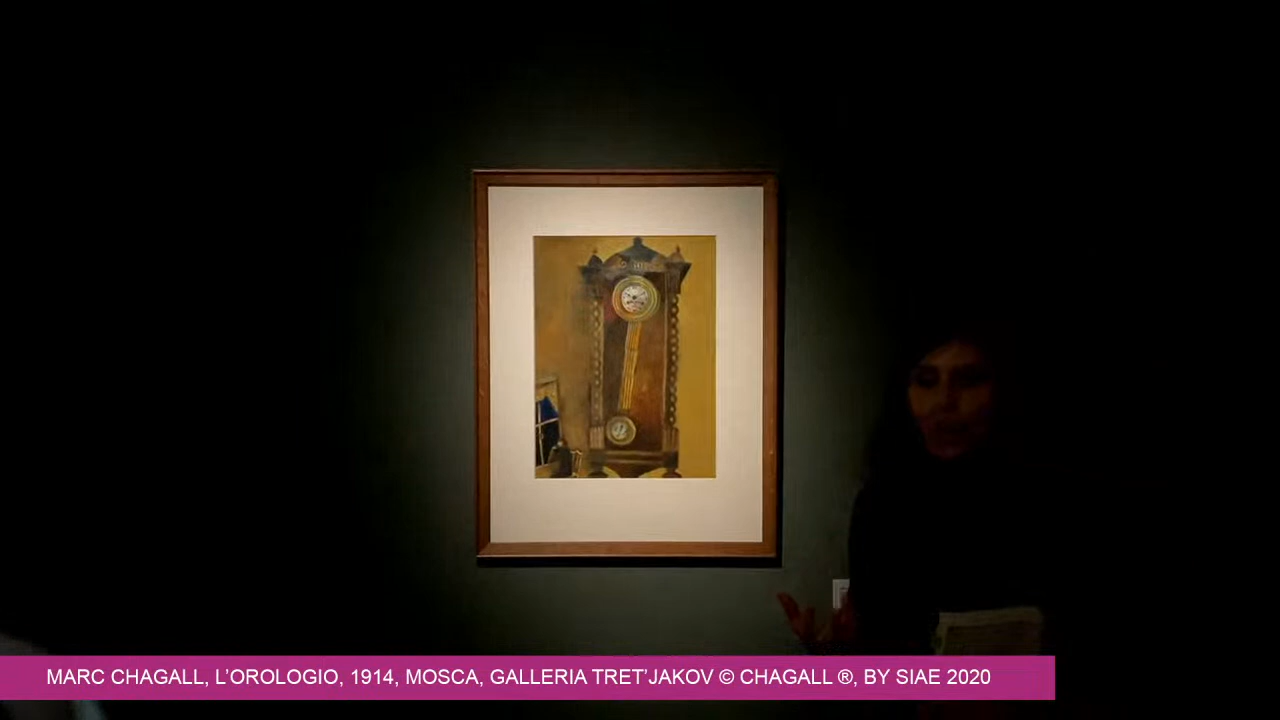 MARC CHAGALL, L’OROLOGIO, 1914, MOSCA, GALLERIA TRET’JAKOV © CHAGALL ®, BY SIAE 2020